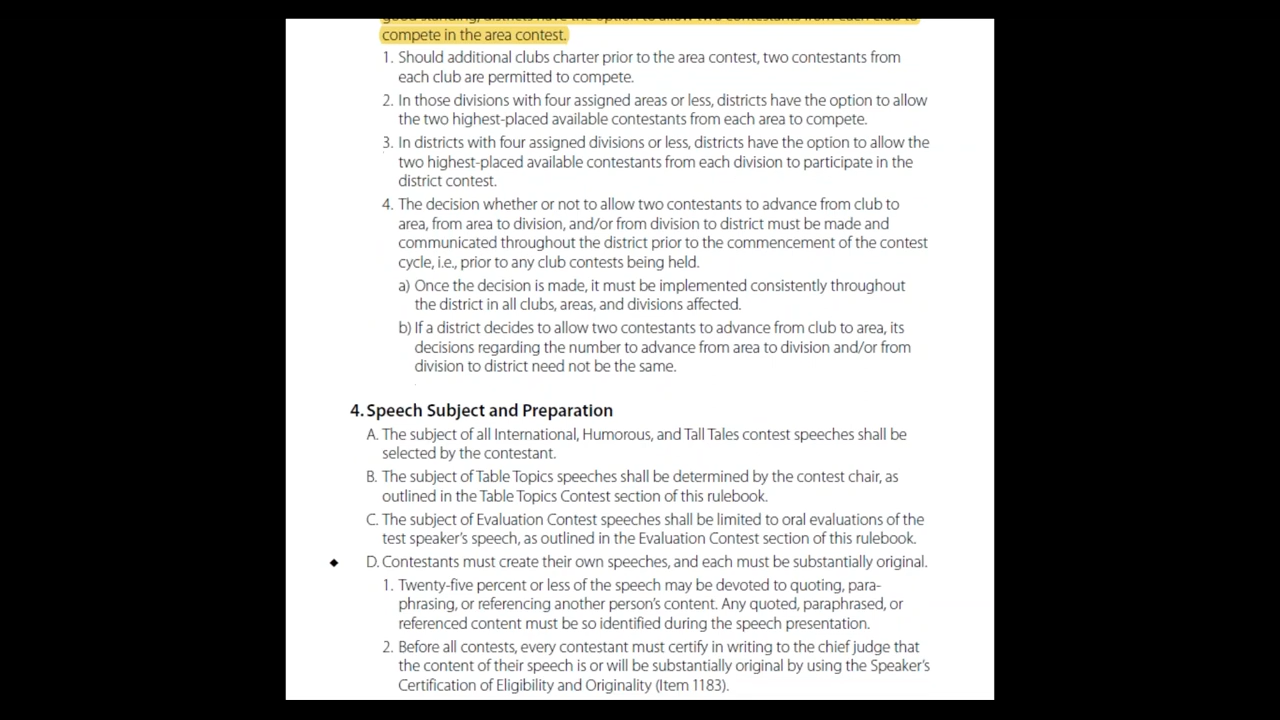 good standing, districts have the option to allow two contestants from each club to
compete in the area contest.
1. Should additional clubs charter prior to the area contest, two contestants from
each club are permitted to compete.
2. In those divisions with four assigned areas or less, districts have the option to allow
the two highest-placed available contestants from each area to compete.
3. In districts with four assigned divisions or less, districts have the option to allow the
two highest-placed available contestants from each division to participate in the
district contest.
4. The decision whether or not to allow two contestants to advance from club to
area, from area to division, and/or from division to district must be made and
communicated throughout the district prior to the commencement of the contest
cycle, i.e., prior to any club contests being held.
a) Once the decision is made, it must be implemented consistently throughout
the district in all clubs, areas, and divisions affected.
b) If a district decides to allow two contestants to advance from club to area, its
decisions regarding the number to advance from area to division and/or from
division to district need not be the same.
4. Speech Subject and Preparation
A. The subject of all International, Humorous, and Tall Tales contest speeches shall be
selected by the contestant.
B. The subject of Table Topics speeches shall be determined by the contest chair, as
outlined in the Table Topics Contest section of this rulebook.
C. The subject of Evaluation Contest speeches shall be limited to oral evaluations of the
test speaker's speech, as outlined in the Evaluation Contest section of this rulebook.
◆ D. Contestants must create their own speeches, and each must be substantially original.
1. Twenty-five percent or less of the speech may be devoted to quoting, para-
phrasing, or referencing another person's content. Any quoted, paraphrased, or
referenced content must be so identified during the speech presentation.
2. Before all contests, every contestant must certify in writing to the chief judge that
the content of their speech is or will be substantially original by using the Speaker's
Certification of Eligibility and Originality (Item 1183).